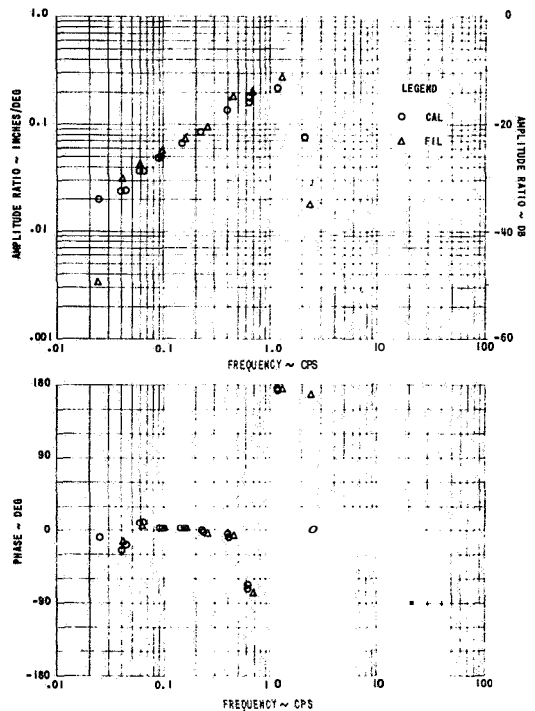 1.0
0.1
.01
.001
AMPLITUDE RATIO ~ INCHES/DEG
0
-20
-40
-60
AMPLITUDE RATIO ~ DB
LEGEND
CAL
FIL
.01
0.1
1.0
10
100
FREQUENCY ~ CPS
180
90
0
-90
-180
PHASE ~ DEG
.01
0.1
1 0
10
100
FREQUENCY ~ CPS